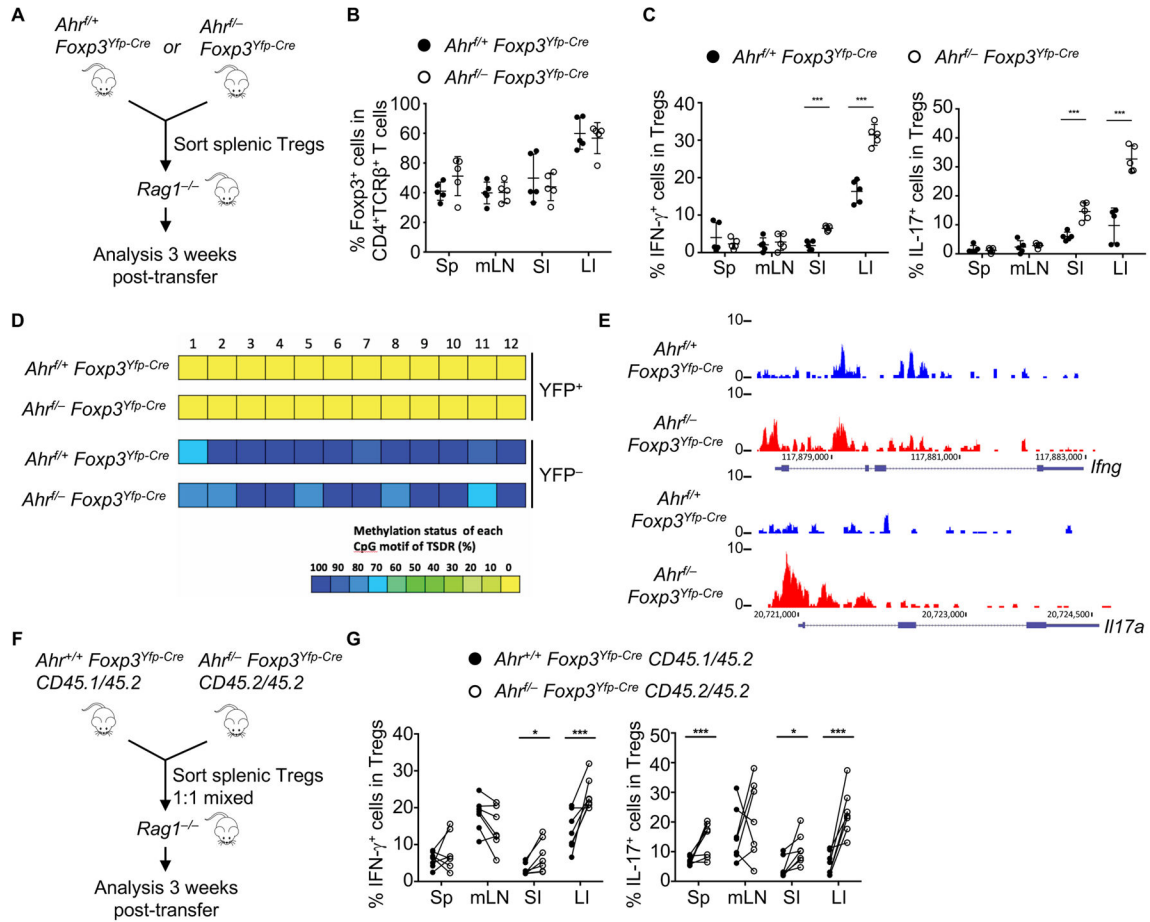 A
Ahr^f/+
Foxp3^Yfp-Cre or
Ahr^f/–
Foxp3^Yfp-Cre
Sort splenic Tregs
Rag1^–/–
Analysis 3 weeks
post-transfer
B
Ahr^f/+ Foxp3^Yfp-Cre
Ahr^f/– Foxp3^Yfp-Cre
% Foxp3⁺ cells in
CD4⁺TCRβ⁺ T cells
80
60
40
40
20
0
Sp mLN SI LI
C
Ahr^f/+ Foxp3^Yfp-Cre
Ahr^f/– Foxp3^Yfp-Cre
% IFN-γ⁺ cells in Tregs
40
30
20
10
0
*** ***
Sp mLN SI LI
% IL-17⁺ cells in Tregs
50
40
30
20
10
0
*** ***
Sp mLN SI LI
D
1 2 3 4 5 6 7 8 9 10 11 12
Ahr^f/+ Foxp3^Yfp-Cre
Ahr^f/– Foxp3^Yfp-Cre
YFP⁺
Ahr^f/+ Foxp3^Yfp-Cre
Ahr^f/– Foxp3^Yfp-Cre
YFP⁻
Methylation status of each
CpG motif of TSDR (%)
100 90 80 70 60 50 40 30 20 10 0
E
10
Ahr^f/+
Foxp3^Yfp-Cre
0
10
Ahr^f/–
Foxp3^Yfp-Cre
0
117,879,000 117,881,000 117,883,000
Ifng
10
Ahr^f/+
Foxp3^Yfp-Cre
0
10
Ahr^f/–
Foxp3^Yfp-Cre
0
20,721,000 20,723,000 20,724,500
Il17a
F
Ahr^+/+ Foxp3^Yfp-Cre
CD45.1/45.2
Ahr^f/– Foxp3^Yfp-Cre
CD45.2/45.2
Sort splenic Tregs
1:1 mixed
Rag1^–/–
Analysis 3 weeks
post-transfer
G
Ahr^+/+ Foxp3^Yfp-Cre CD45.1/45.2
Ahr^f/– Foxp3^Yfp-Cre CD45.2/45.2
% IFN-γ⁺ cells in Tregs
40
30
20
10
0
* ***
Sp mLN SI LI
% IL-17⁺ cells in Tregs
50
40
30
20
10
0
*** * ***
Sp mLN SI LI